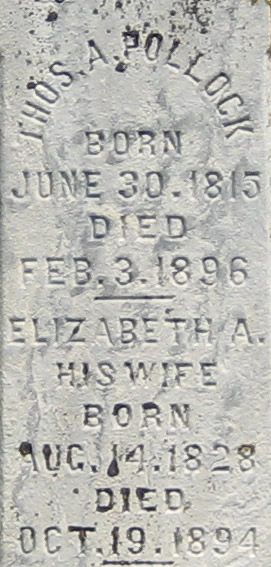 THOS. A. POLLOCK
BORN
JUNE 30. 1815
DIED
FEB. 3. 1896
ELIZABETH A.
HIS WIFE
BORN
AUG. 14. 1828
DIED
OCT. 19. 1894